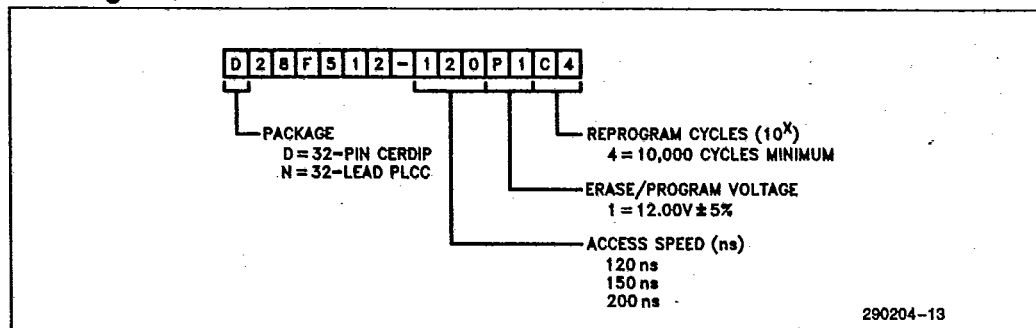 D28F512-120P1C4
PACKAGE
D=32-PIN CERDIP
N=32-LEAD PLCC
REPROGRAM CYCLES (10^X)
4=10,000 CYCLES MINIMUM
ERASE/PROGRAM VOLTAGE
1=12.00V±5%
ACCESS SPEED (ns)
120 ns
150 ns
200 ns
290204-13